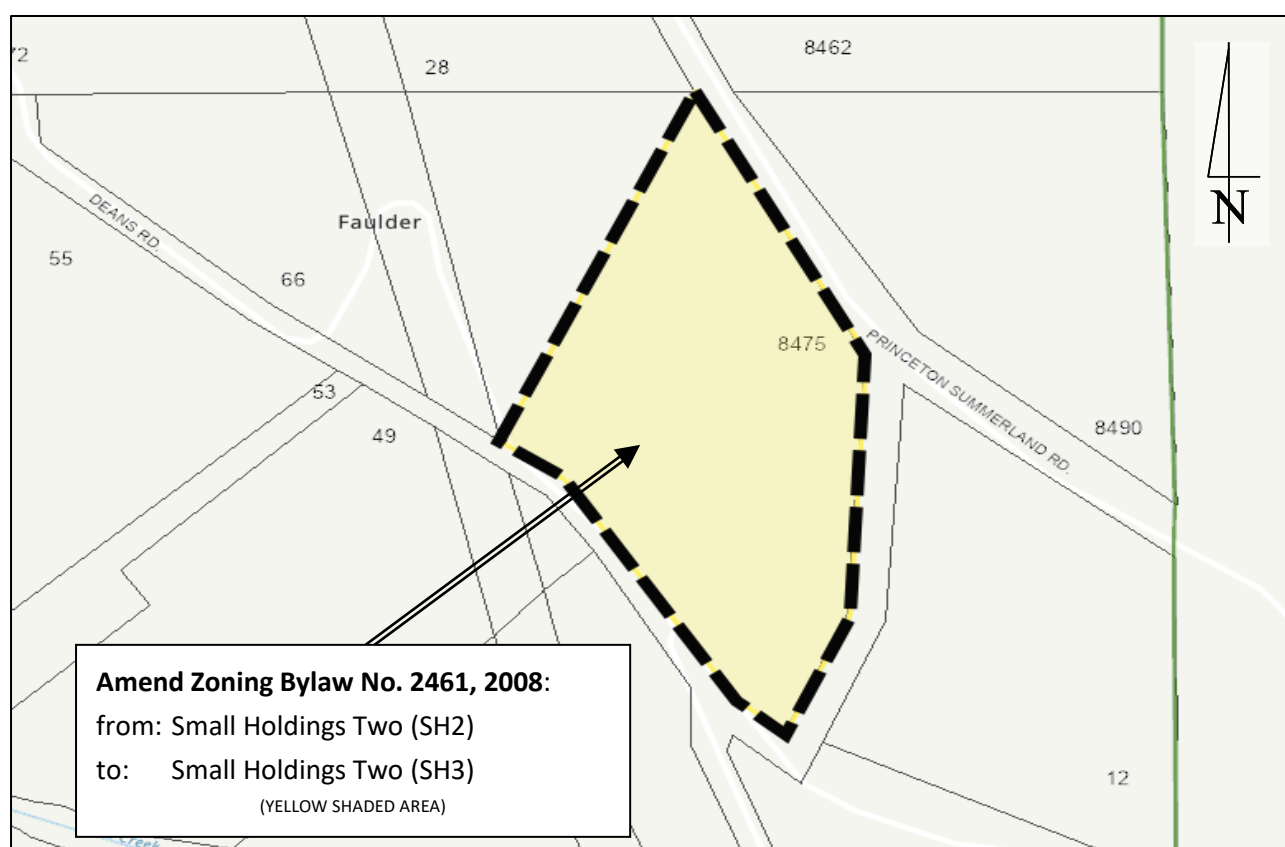 72
28
8462
N
DEANS RD.
Faulder
55
66
8475
PRINCETON SUMMERLAND RD.
53
49
8490
Amend Zoning Bylaw No. 2461, 2008:
from: Small Holdings Two (SH2)
to: Small Holdings Two (SH3)
(YELLOW SHADED AREA)
12
Creek